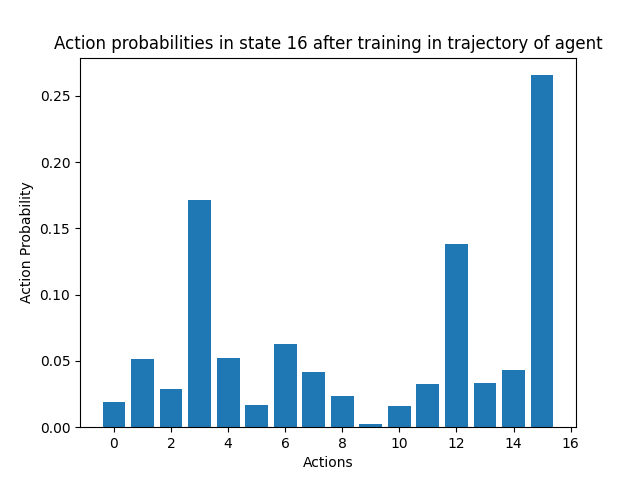 Action probabilities in state 16 after training in trajectory of agent
0.25
0.20
0.15
0.10
0.05
0.00
Action Probability
0 2 4 6 8 10 12 14 16
Actions